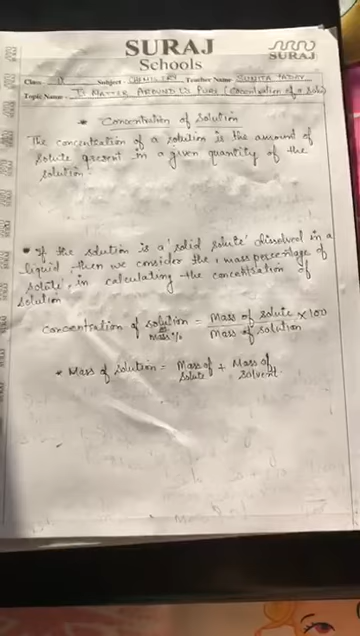 SURAJ
Schools
SURAJ
Class 9 Subject CHEMISTRY Teacher Name SUNITA YADAV
Topic Name - Is MATTER AROUND US PURE (Concentration of a
* Concentration of Solution
The concentration of a solution is the amount of
solute present in a given quantity of the
solution
* If the solution is a 'solid solute' dissolved in a
liquid then we consider the, mass percentage of
solute, in calculating the concentration of
solution
Concentration of solution = Mass of solute × 100
in Mass % Mass of solution
* Mass of solution = Mass of solute + Mass of solvent